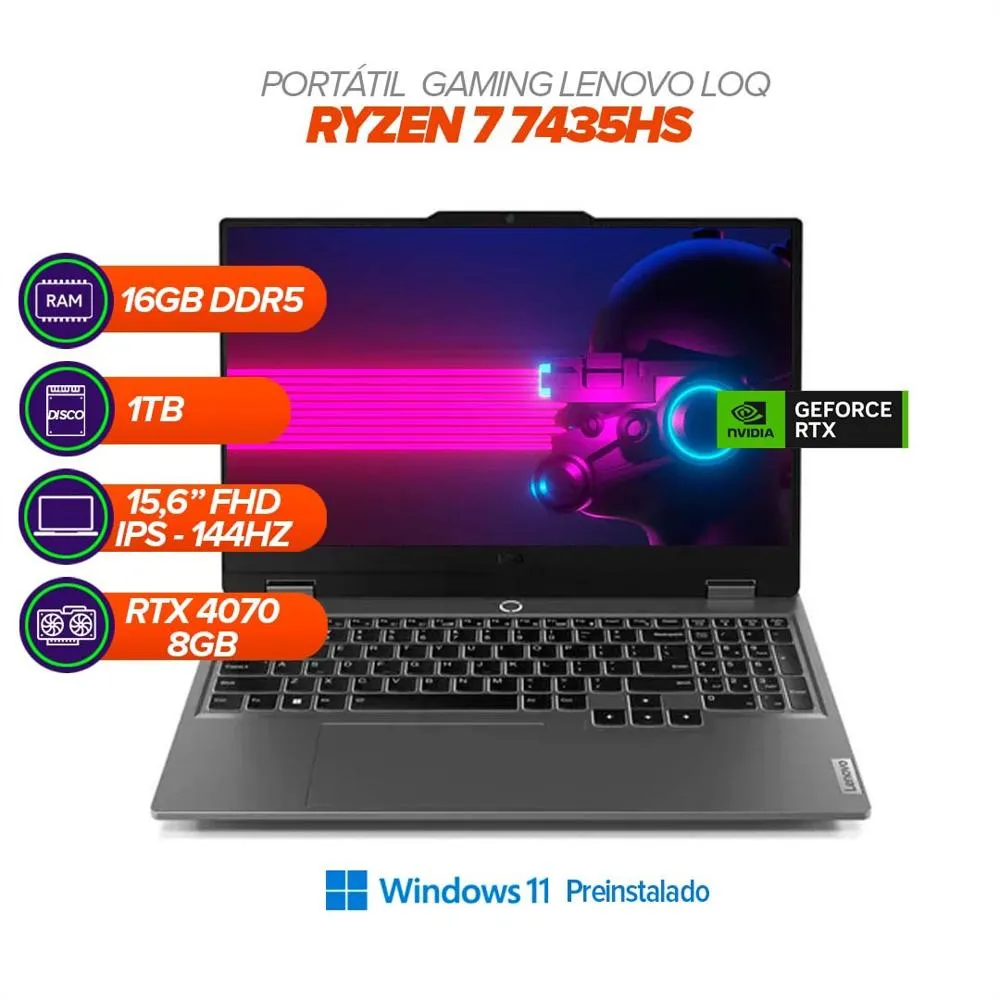 PORTÁTIL GAMING LENOVO LOQ
RYZEN 7 7435HS
RAM
16GB DDR5
DISCO
1TB
15,6” FHD
IPS - 144HZ
NVIDIA
GEFORCE
RTX
RTX 4070
8GB
Lenovo
Windows 11 Preinstalado